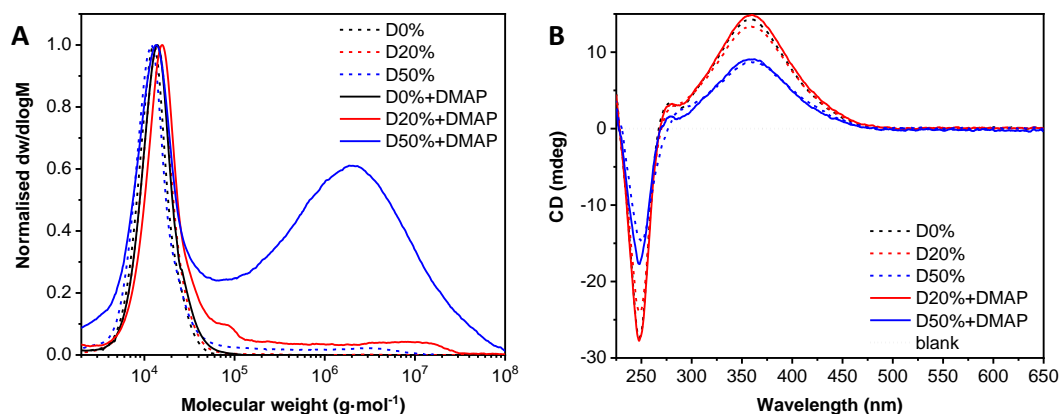 A
Normalised dw/dlogM
1.0
0.8
0.6
0.4
0.2
0.0
D0%
D20%
D50%
D0%+DMAP
D20%+DMAP
D50%+DMAP
10⁴ 10⁵ 10⁶ 10⁷ 10⁸
Molecular weight (g·mol⁻¹)
B
CD (mdeg)
10
0
-10
-20
-30
D0%
D20%
D50%
D20%+DMAP
D50%+DMAP
blank
250 300 350 400 450 500 550 600 650
Wavelength (nm)